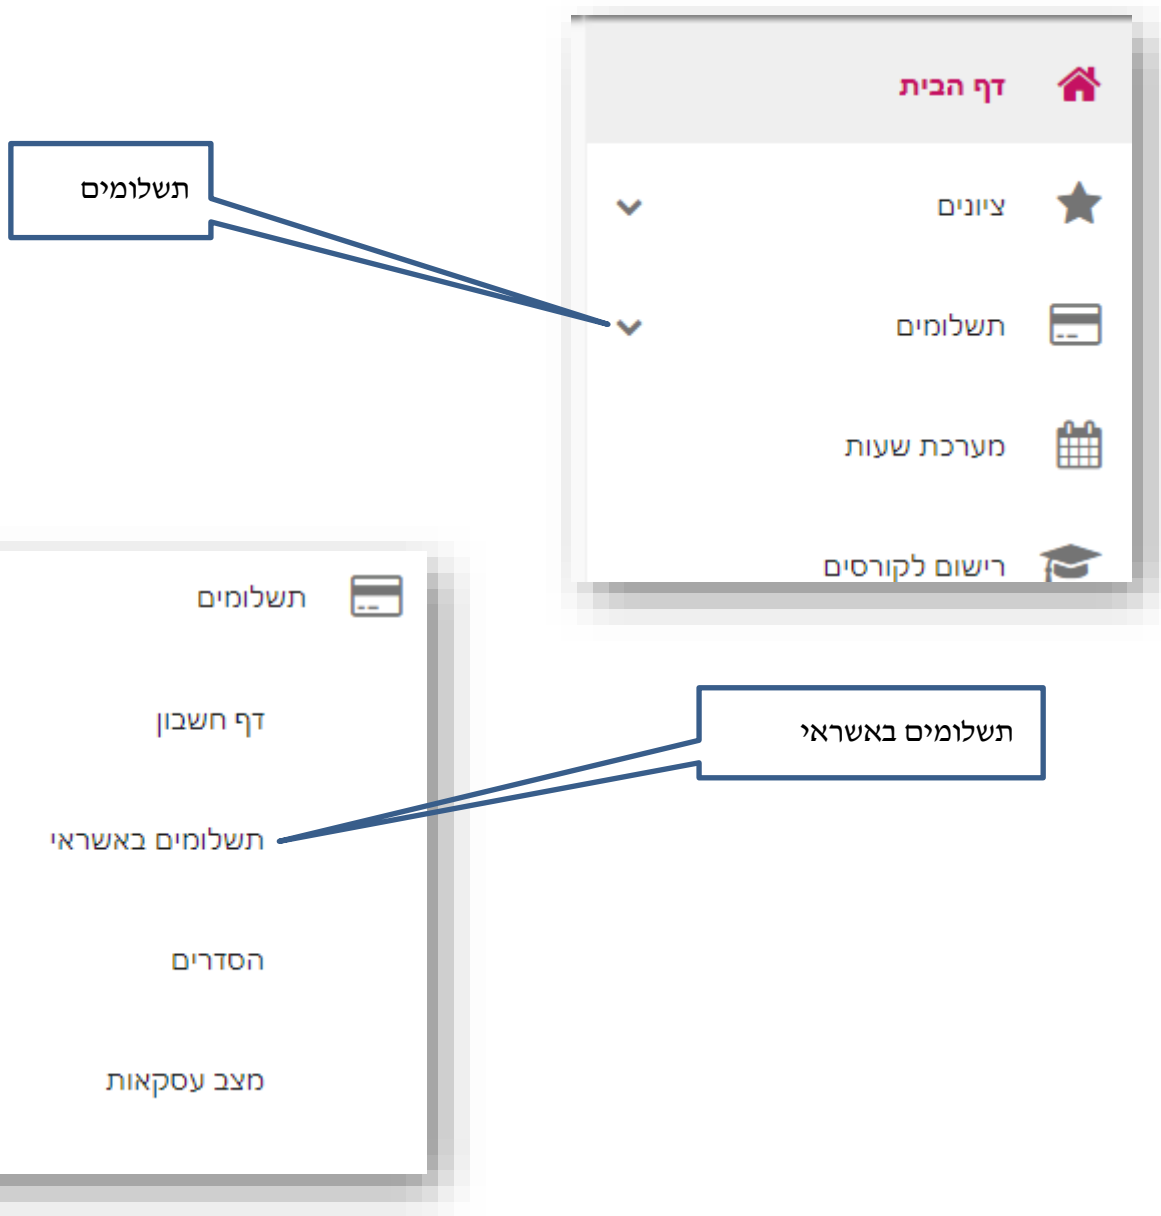 דף הבית
ציונים
תשלומים
תשלומים
מערכת שעות
רישום לקורסים
תשלומים
דף חשבון
תשלומים באשראי
תשלומים באשראי
הסדרים
מצב עסקאות